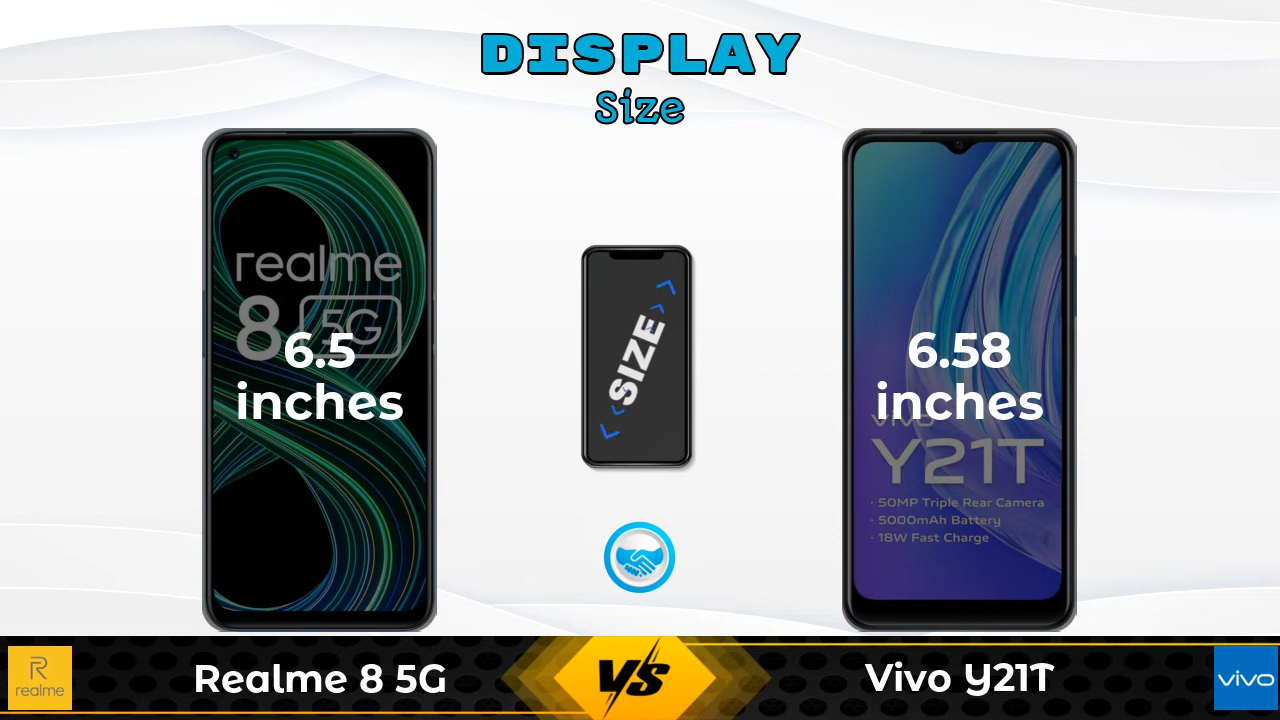 DISPLAY
Size
realme
8 5G
6.5
inches
SIZE
6.58
inches
vivo
Y21T
· 50MP Triple Rear Camera
· 5000mAh Battery
· 18W Fast Charge
R
realme
Realme 8 5G
VS
Vivo Y21T
vivo